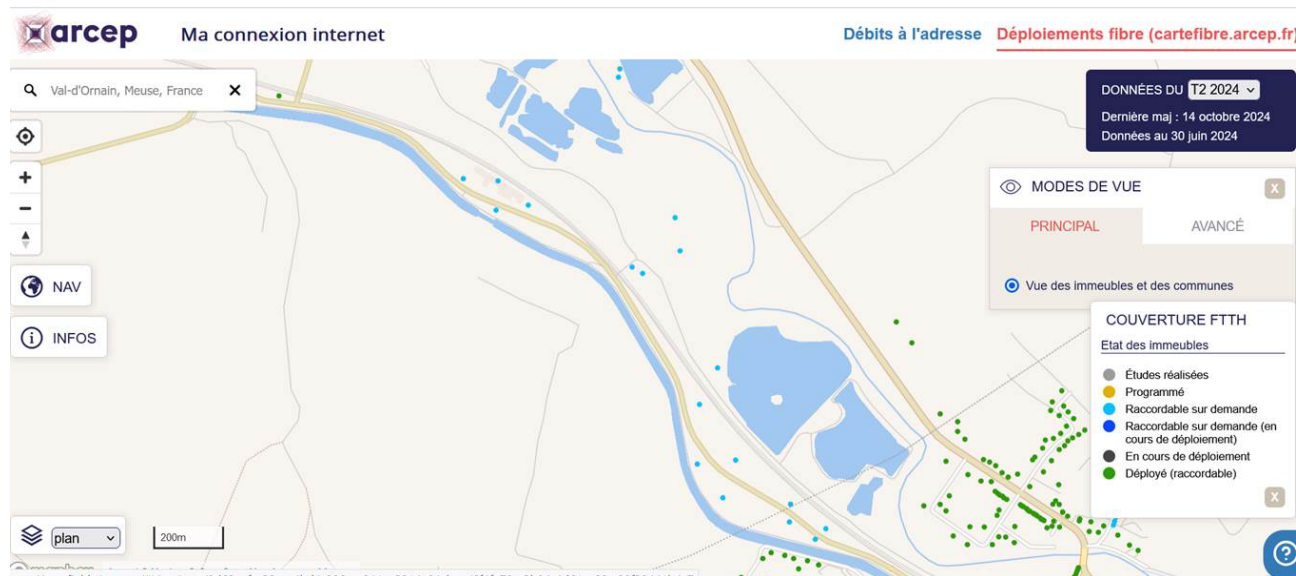 arcep
Ma connexion internet
Débits à l'adresse
Déploiements fibre (cartefibre.arcep.fr)
Val-d'Ornain, Meuse, France
DONNÉES DU T2 2024
Dernière maj : 14 octobre 2024
Données au 30 juin 2024
MODES DE VUE
X
PRINCIPAL
AVANCÉ
NAV
Vue des immeubles et des communes
INFOS
COUVERTURE FTTH
Etat des immeubles
Études réalisées
Programmé
Raccordable sur demande
Raccordable sur demande (en
cours de déploiement)
En cours de déploiement
Déployé (raccordable)
X
plan
200m